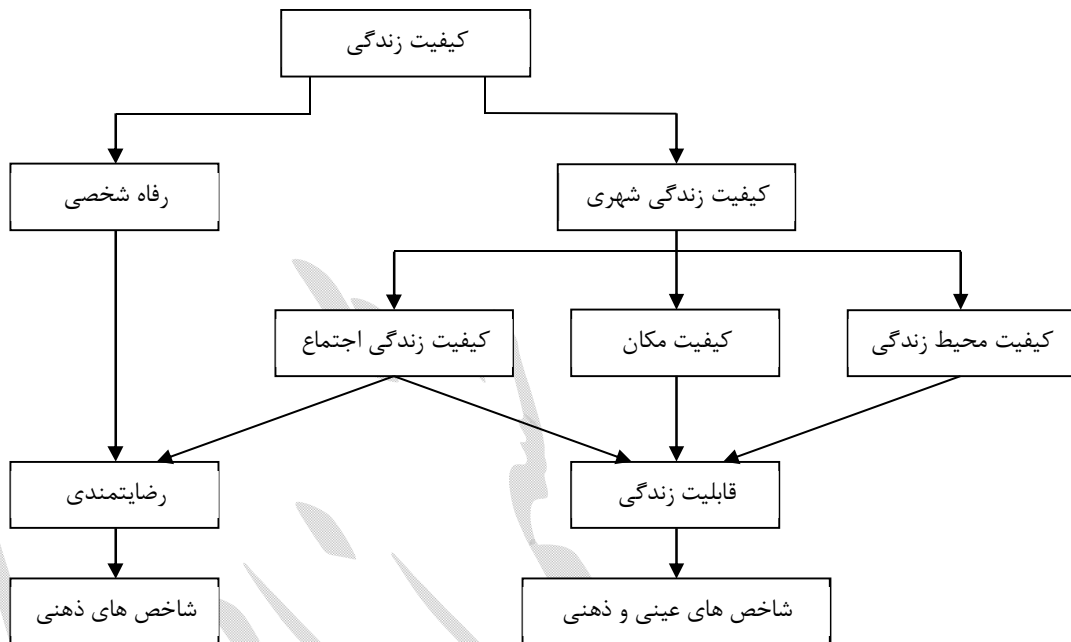 کیفیت زندگی
کیفیت زندگی شهری
رفاه شخصی
کیفیت محیط زندگی
کیفیت مکان
کیفیت زندگی اجتماع
قابلیت زندگی
رضایتمندی
شاخص های عینی و ذهنی
شاخص های ذهنی